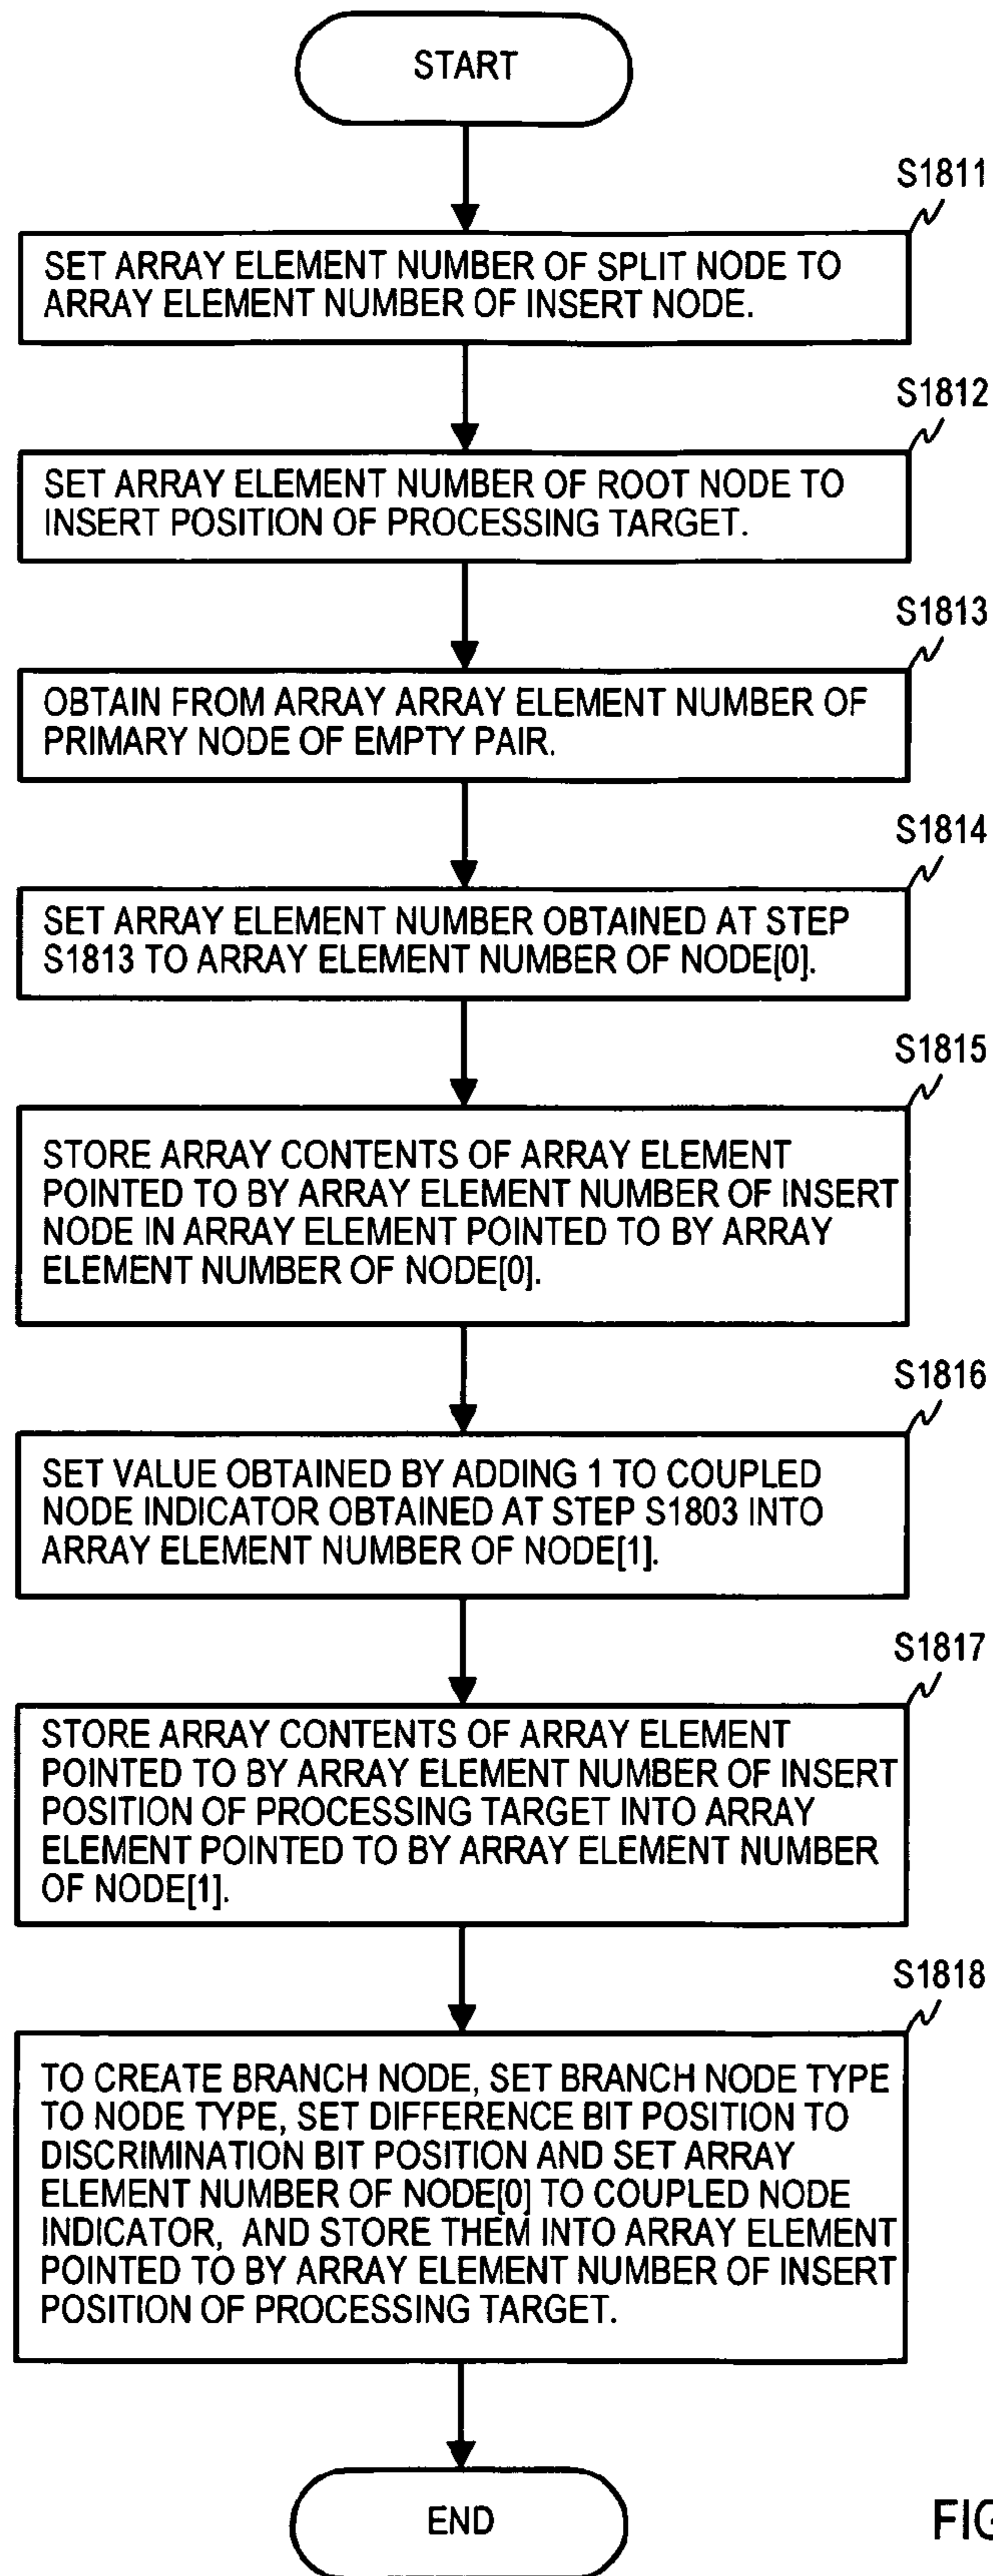 START
S1811
SET ARRAY ELEMENT NUMBER OF SPLIT NODE TO
ARRAY ELEMENT NUMBER OF INSERT NODE.
S1812
SET ARRAY ELEMENT NUMBER OF ROOT NODE TO
INSERT POSITION OF PROCESSING TARGET.
S1813
OBTAIN FROM ARRAY ARRAY ELEMENT NUMBER OF
PRIMARY NODE OF EMPTY PAIR.
S1814
SET ARRAY ELEMENT NUMBER OBTAINED AT STEP
S1813 TO ARRAY ELEMENT NUMBER OF NODE[0].
S1815
STORE ARRAY CONTENTS OF ARRAY ELEMENT
POINTED TO BY ARRAY ELEMENT NUMBER OF INSERT
NODE IN ARRAY ELEMENT POINTED TO BY ARRAY
ELEMENT NUMBER OF NODE[0].
S1816
SET VALUE OBTAINED BY ADDING 1 TO COUPLED
NODE INDICATOR OBTAINED AT STEP S1803 INTO
ARRAY ELEMENT NUMBER OF NODE[1].
S1817
STORE ARRAY CONTENTS OF ARRAY ELEMENT
POINTED TO BY ARRAY ELEMENT NUMBER OF INSERT
POSITION OF PROCESSING TARGET INTO ARRAY
ELEMENT POINTED TO BY ARRAY ELEMENT NUMBER
OF NODE[1].
S1818
TO CREATE BRANCH NODE, SET BRANCH NODE TYPE
TO NODE TYPE, SET DIFFERENCE BIT POSITION TO
DISCRIMINATION BIT POSITION AND SET ARRAY
ELEMENT NUMBER OF NODE[0] TO COUPLED NODE
INDICATOR, AND STORE THEM INTO ARRAY ELEMENT
POINTED TO BY ARRAY ELEMENT NUMBER OF INSERT
POSITION OF PROCESSING TARGET.
END
FIG